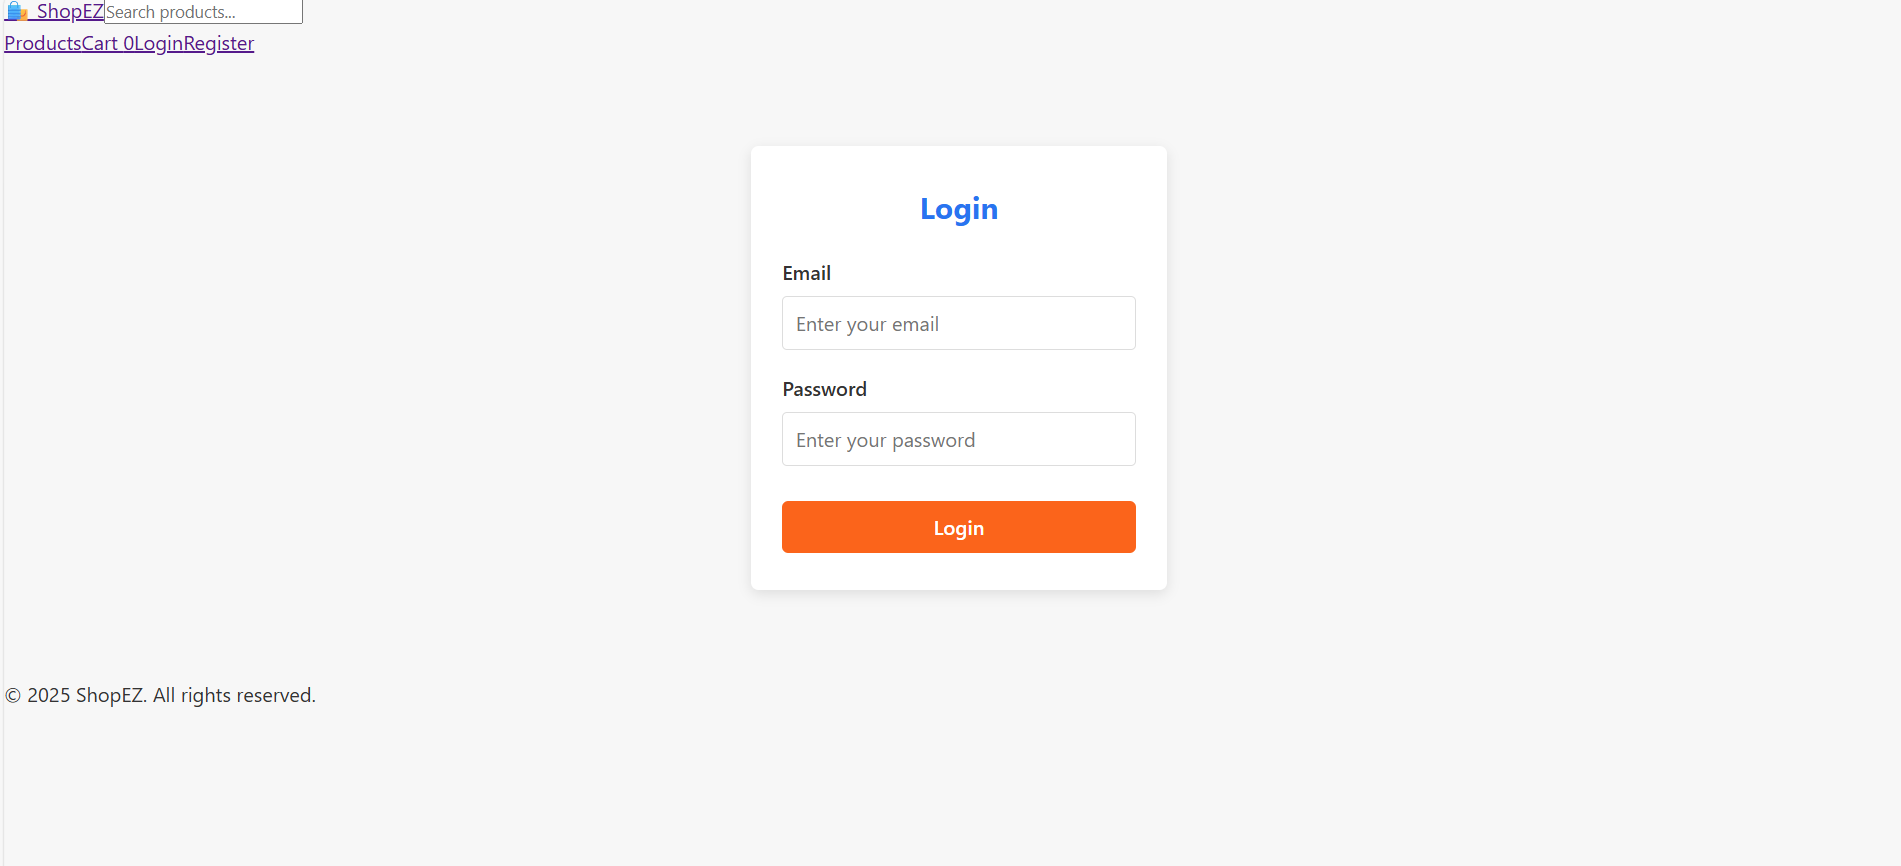 ShopEZ Search products...
ProductsCart 0LoginRegister
Login
Email
Enter your email
Password
Enter your password
Login
© 2025 ShopEZ. All rights reserved.